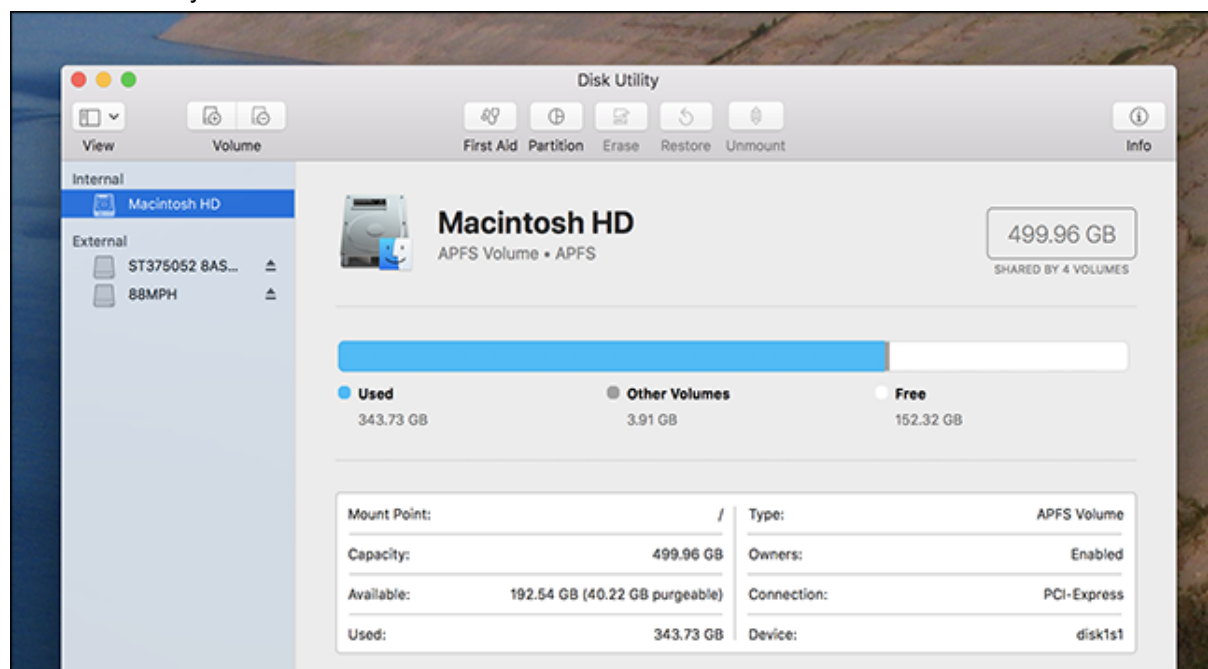 Disk Utility
View Volume First Aid Partition Erase Restore Unmount Info
Internal
Macintosh HD
External
ST375052 8AS...
88MPH
Macintosh HD
APFS Volume • APFS
499.96 GB
SHARED BY 4 VOLUMES
Used Other Volumes Free
343.73 GB 3.91 GB 152.32 GB
Mount Point: / Type: APFS Volume
Capacity: 499.96 GB Owners: Enabled
Available: 192.54 GB (40.22 GB purgeable) Connection: PCI-Express
Used: 343.73 GB Device: disk1s1